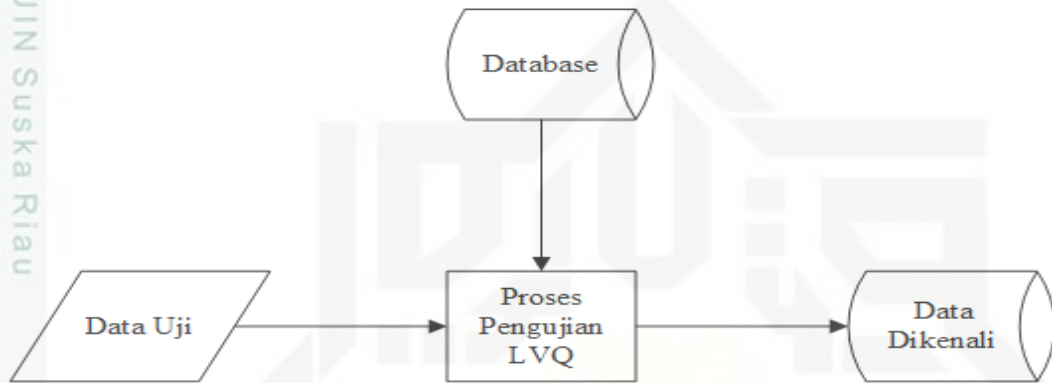 UIN Suska Riau
Database
Data Uji
Proses
Pengujian
LVQ
Data
Dikenali